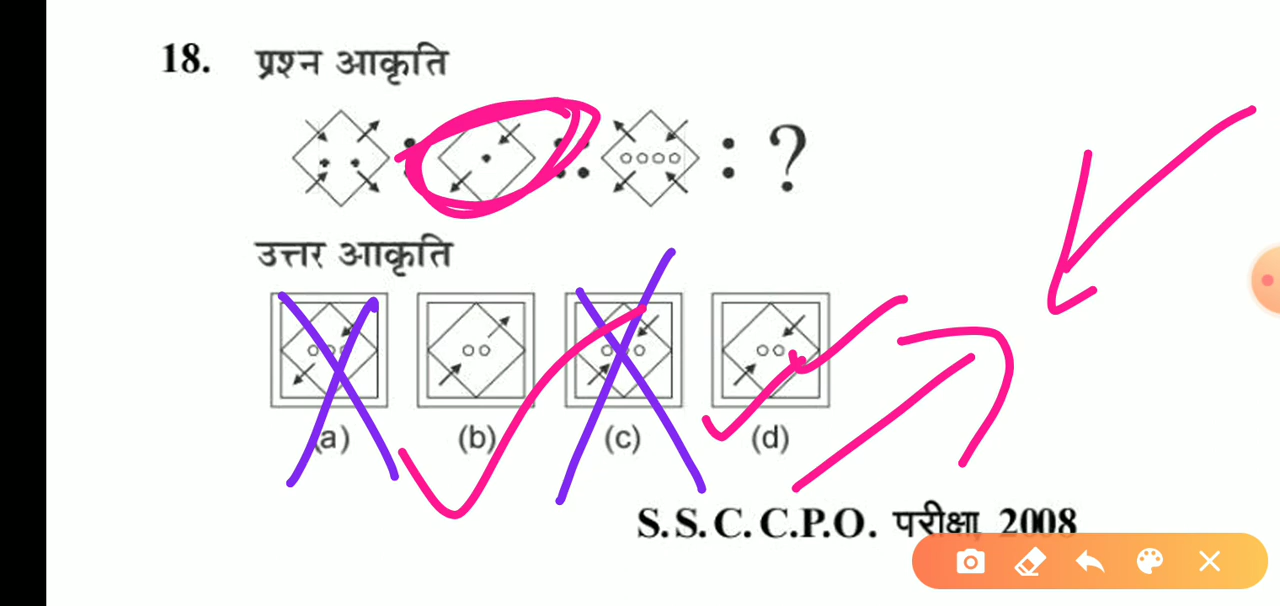 18. प्रश्न आकृति
: :: : ?
उत्तर आकृति
(a) (b) (c) (d)
S.S.C. C.P.O. परीक्षा, 2008